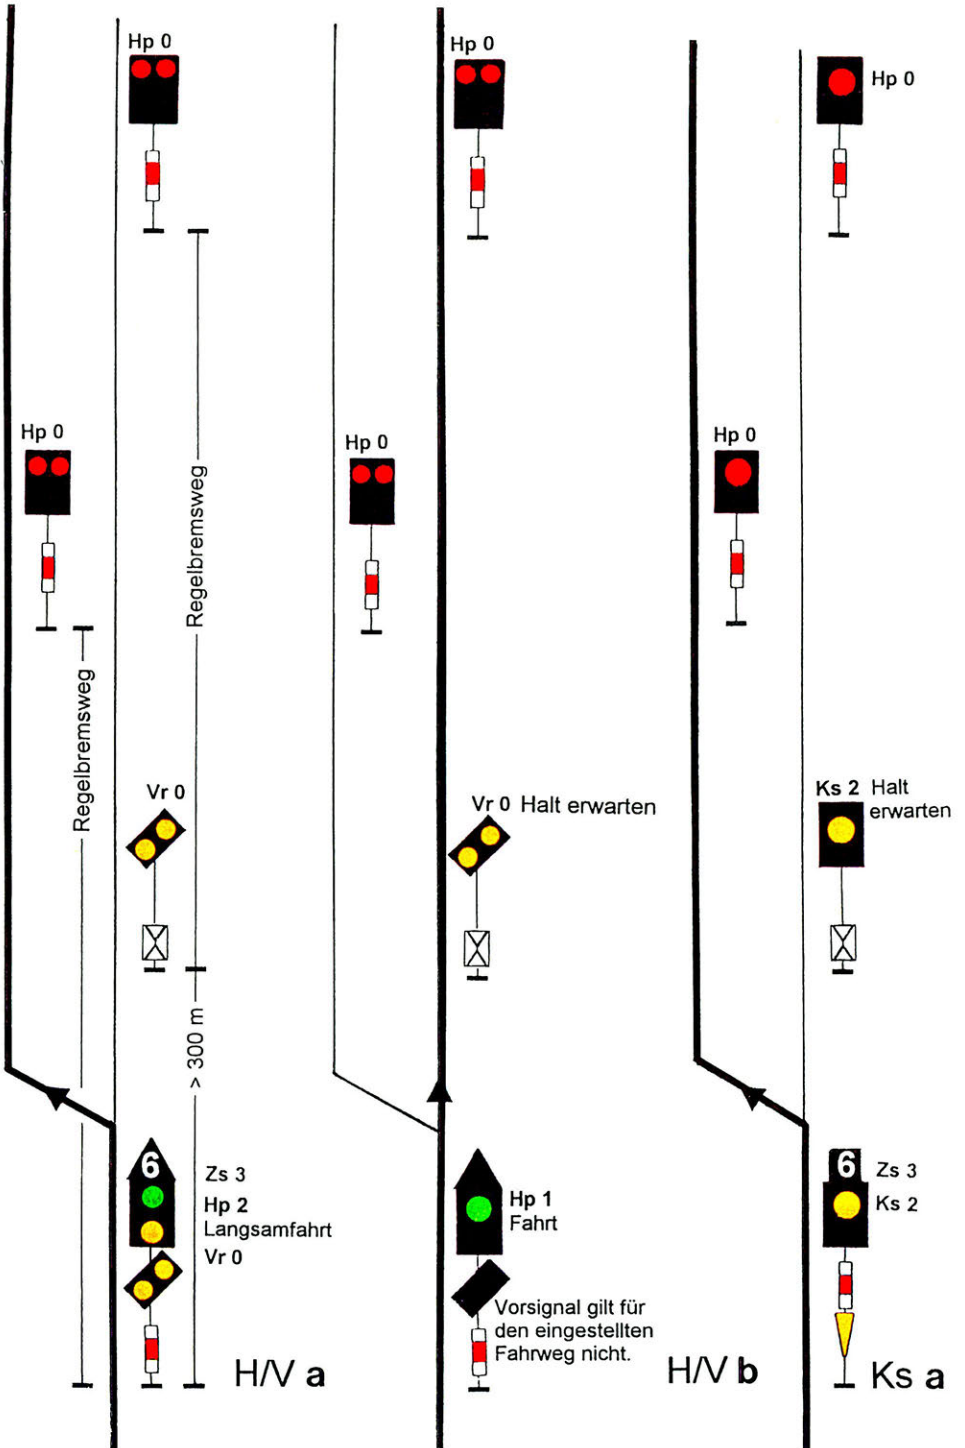 Hp 0
Hp 0
Hp 0
Hp 0
Hp 0
Hp 0
Regelbremsweg
Regelbremsweg
Vr 0
Vr 0 Halt erwarten
Ks 2 Halt
erwarten
> 300 m
6
Zs 3
Hp 2
Langsamfahrt
Vr 0
H/V a
Hp 1
Fahrt
Vorsignal gilt für
den eingestellten
Fahrweg nicht.
H/V b
6
Zs 3
Ks 2
Ks a